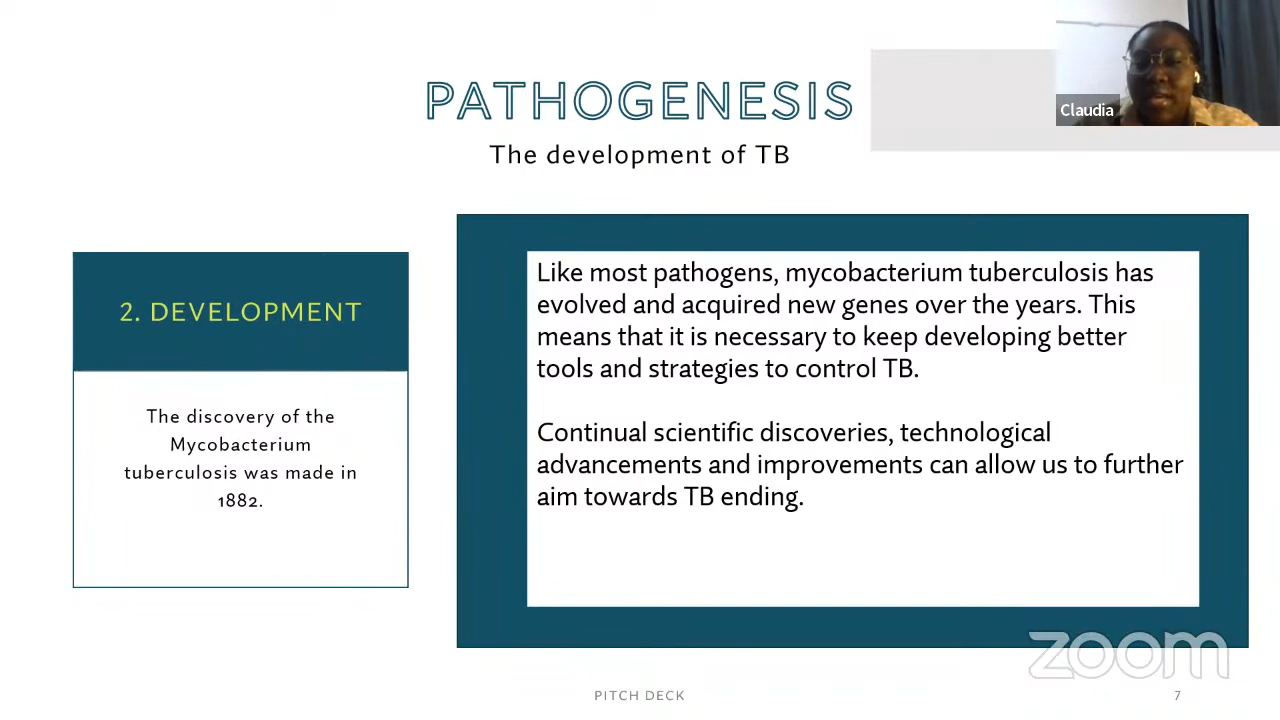 PATHOGENESIS
The development of TB
Claudia
2. DEVELOPMENT
The discovery of the
Mycobacterium
tuberculosis was made in
1882.
Like most pathogens, mycobacterium tuberculosis has
evolved and acquired new genes over the years. This
means that it is necessary to keep developing better
tools and strategies to control TB.
Continual scientific discoveries, technological
advancements and improvements can allow us to further
aim towards TB ending.
zoom
PITCH DECK
7